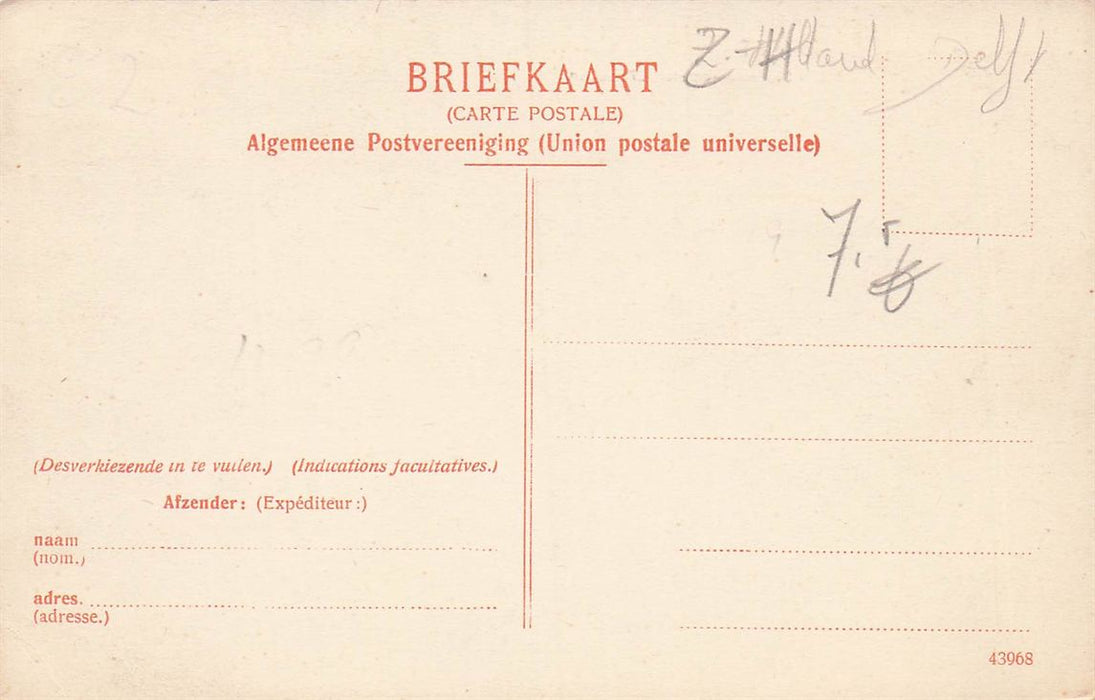 Z-Holland Delft
BRIEFKAART
(CARTE POSTALE)
Algemeene Postvereeniging (Union postale universelle)
7.
(Desverkiezende in te vullen.) (Indications facultatives.)
Afzender: (Expéditeur:)
naam
(nom.)
adres.
(adresse.)
43968